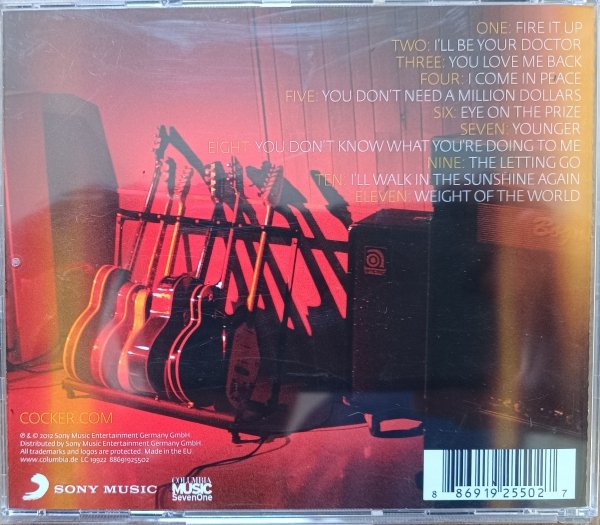 ONE: FIRE IT UP
TWO: I'LL BE YOUR DOCTOR
THREE: YOU LOVE ME BACK
FOUR: I COME IN PEACE
FIVE: YOU DON'T NEED A MILLION DOLLARS
SIX: EYE ON THE PRIZE
SEVEN: YOUNGER
EIGHT: YOU DON'T KNOW WHAT YOU'RE DOING TO ME
NINE: THE LETTING GO
TEN: I'LL WALK IN THE SUNSHINE AGAIN
ELEVEN: WEIGHT OF THE WORLD
COCKER.COM
℗ & © 2012 Sony Music Entertainment Germany GmbH.
Distributed by Sony Music Entertainment Germany GmbH.
All trademarks and logos are protected. Made in the EU.
www.columbia.de LC 19922 88691925502
SONY MUSIC
COLUMBIA
MUSIC
SevenOne
8 86919 25502 7